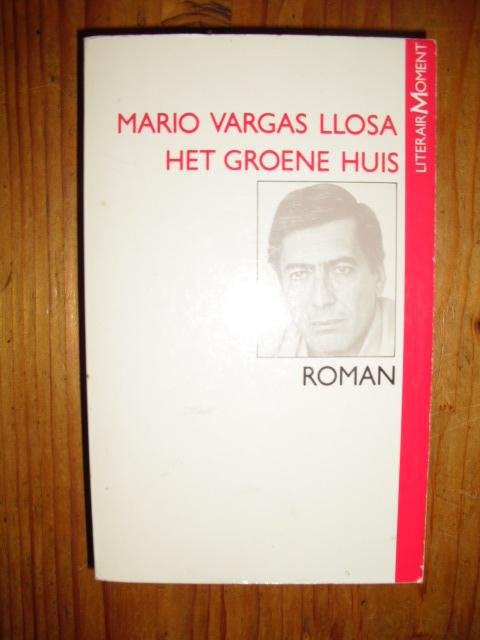 MARIO VARGAS LLOSA
HET GROENE HUIS
ROMAN
LITERAIR MOMENT